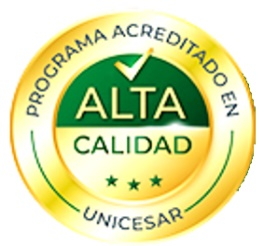 PROGRAMA ACREDITADO EN
ALTA
CALIDAD
UNICESAR